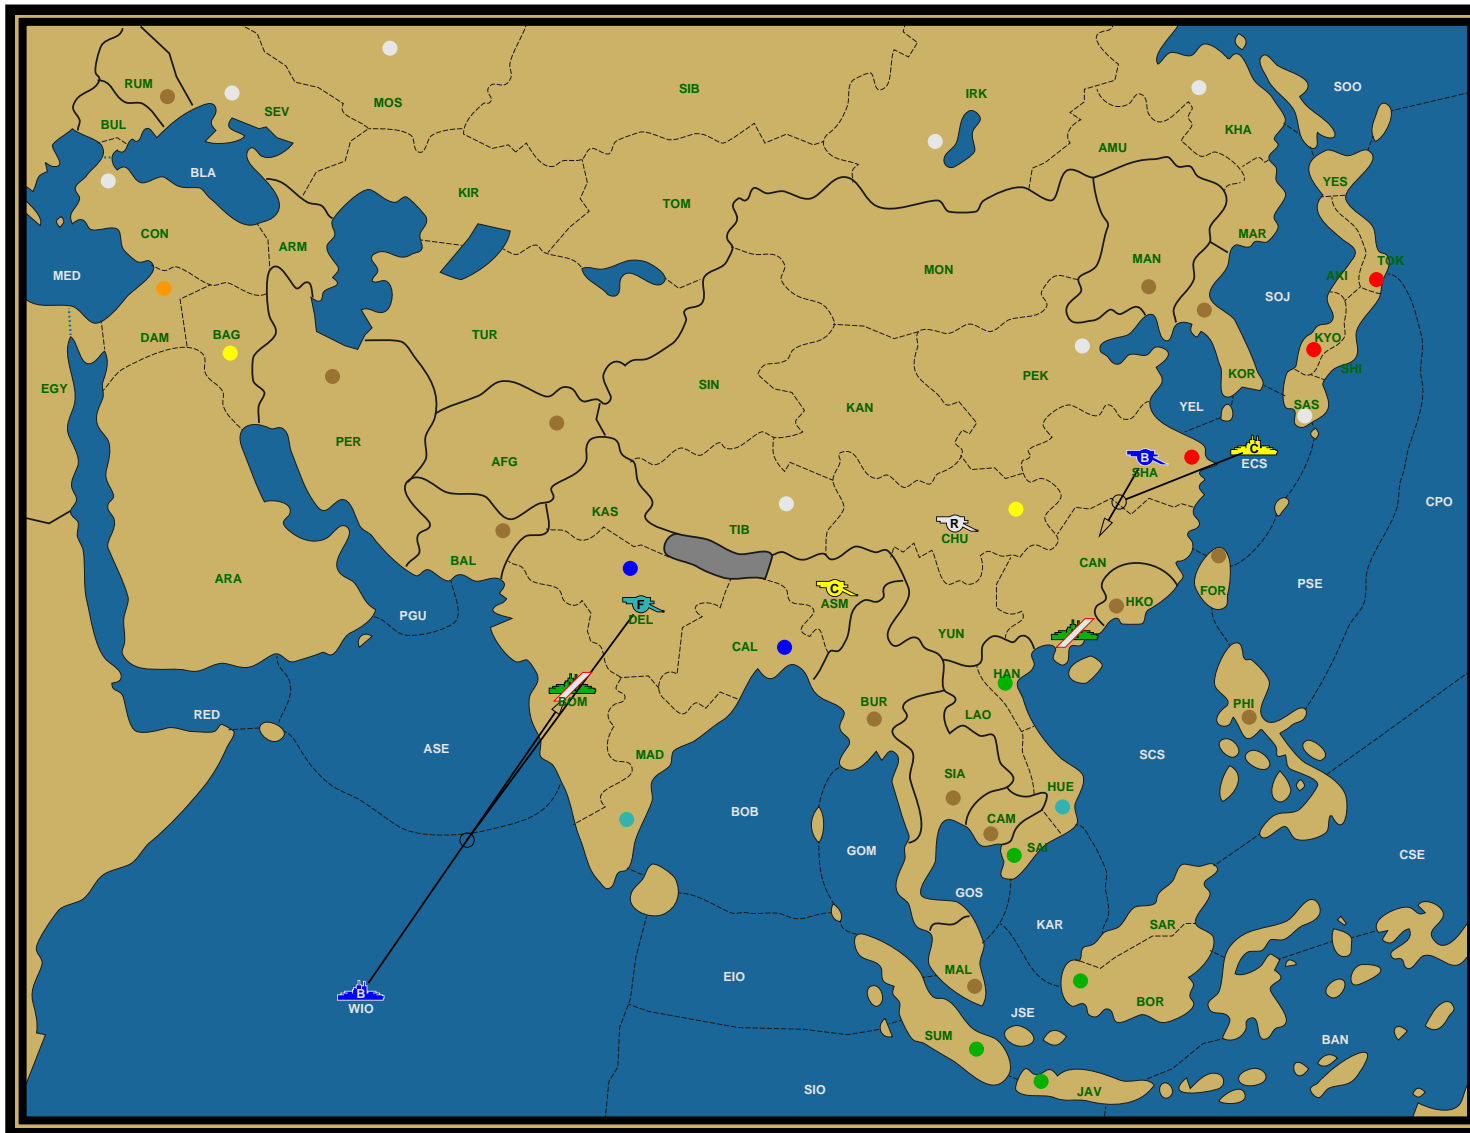 SOO
RUM
SIB
IRK
MOS
SEV
BUL
KHA
AMU
BLA
YES
KIR
TOM
CON
MAR
ARM
MAN
TOK
MON
MED
AKI
SOJ
TUR
DAM
BAG
KYO
SHI
PEK
KOR
EGY
SIN
SAS
KAN
YEL
PER
C
AFG
B
ECS
SHA
CPO
KAS
R
TIB
CHU
BAL
CAN
ARA
PSE
C
FOR
F
ASM
HKO
PGU
DEL
YUN
CAL
HAN
BOM
BUR
PHI
RED
LAO
ASE
MAD
SCS
SIA
HUE
BOB
CAM
SAI
GOM
CSE
GOS
KAR
SAR
MAL
EIO
B
BOR
WIO
JSE
SUM
BAN
SIO
JAV